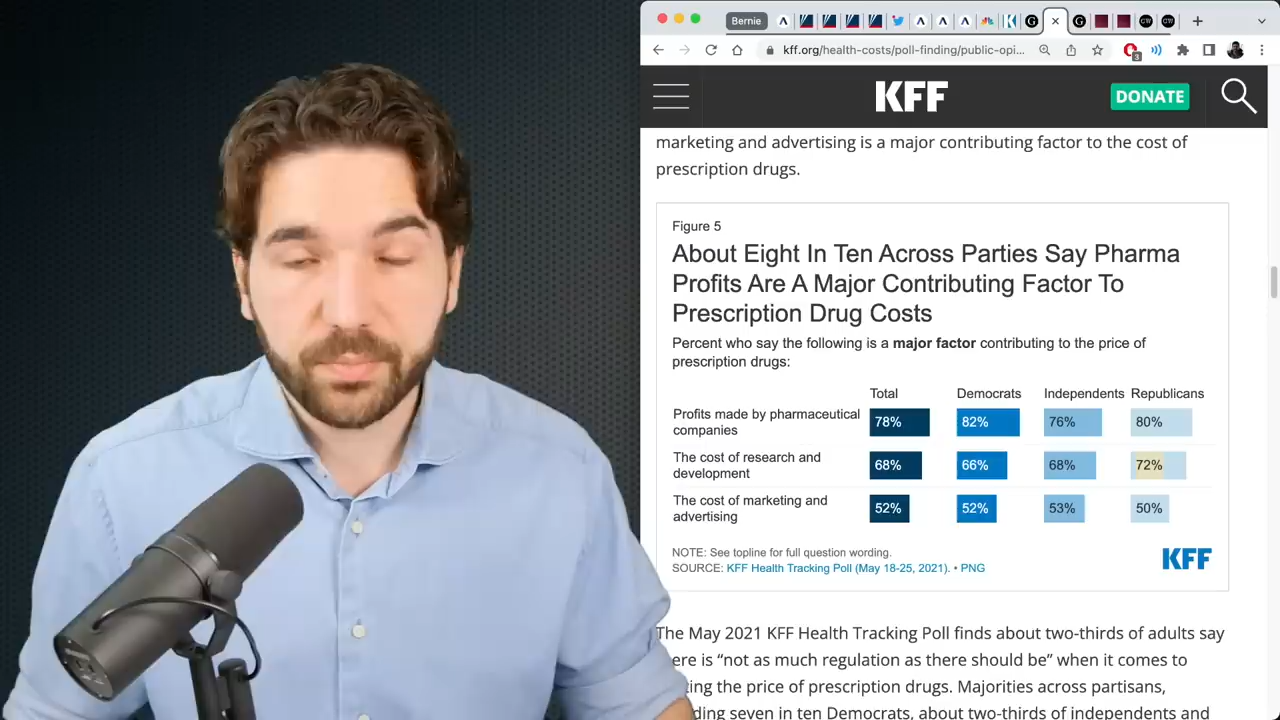 Bernie
kff.org/health-costs/poll-finding/public-opi...
3
KFF
DONATE
marketing and advertising is a major contributing factor to the cost of
prescription drugs.
Figure 5
About Eight In Ten Across Parties Say Pharma
Profits Are A Major Contributing Factor To
Prescription Drug Costs
Percent who say the following is a major factor contributing to the price of
prescription drugs:
Total Democrats Independents Republicans
Profits made by pharmaceutical
companies
78% 82% 76% 80%
The cost of research and
development
68% 66% 68% 72%
The cost of marketing and
advertising
52% 52% 53% 50%
NOTE: See topline for full question wording.
SOURCE: KFF Health Tracking Poll (May 18-25, 2021). • PNG
KFF
The May 2021 KFF Health Tracking Poll finds about two-thirds of adults say
is “not as much regulation as there should be” when it comes to
the price of prescription drugs. Majorities across partisans,
seven in ten Democrats, about two-thirds of independents and